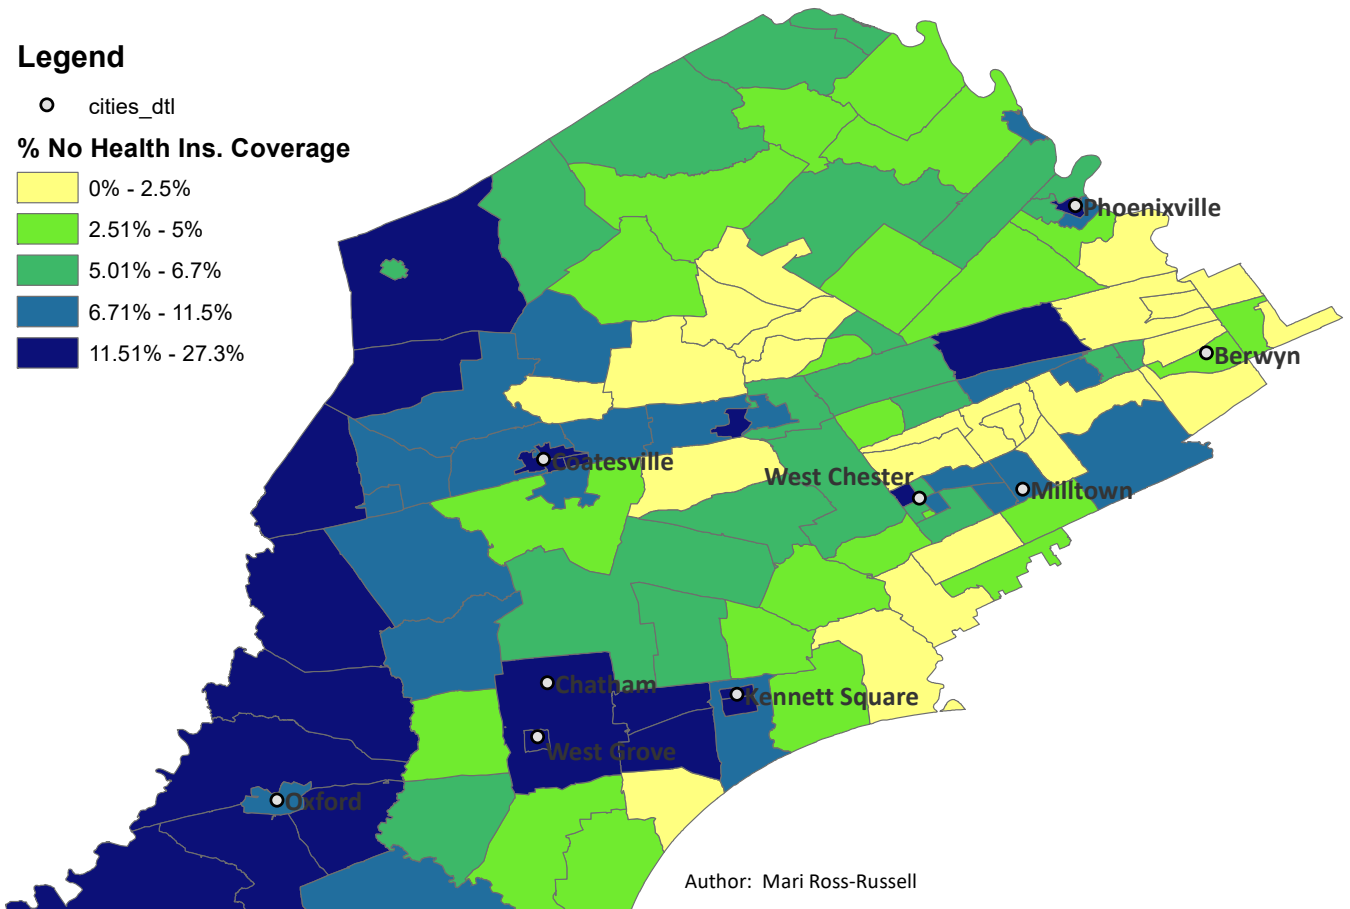 Legend
cities_dtl
% No Health Ins. Coverage
0% - 2.5%
2.51% - 5%
5.01% - 6.7%
6.71% - 11.5%
11.51% - 27.3%
Phoenixville
Berwyn
Coatesville
West Chester
Milltown
Chatham
Kennett Square
West Grove
Oxford
Author:  Mari Ross-Russell